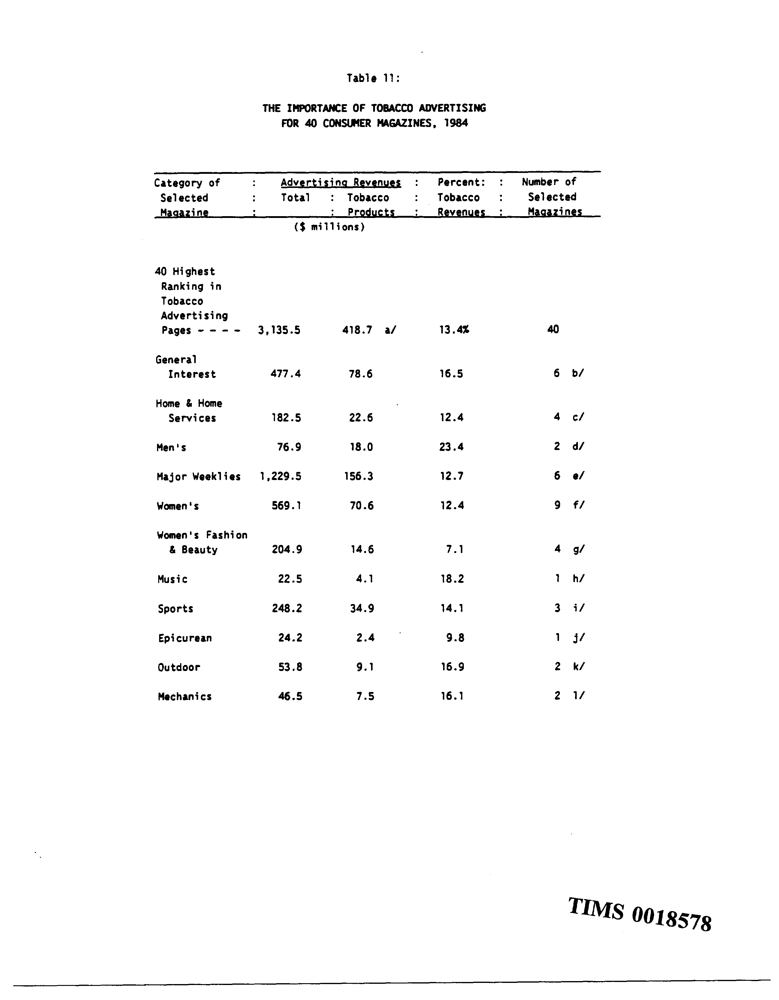 Table 11:
THE IMPORTANCE OF TOBACCO ADVERTISING
FOR 40 CONSUMER MAGAZINES, 1984
Category of : Advertising Revenues : Percent: : Number of
Selected : Total : Tobacco : Tobacco : Selected
Magazine : : Products : Revenues : Magazines
($ millions)
40 Highest
Ranking in
Tobacco
Advertising
Pages - - - - 3,135.5 418.7 a/ 13.4% 40
General
Interest 477.4 78.6 16.5 6 b/
Home & Home
Services 182.5 22.6 12.4 4 c/
Men's 76.9 18.0 23.4 2 d/
Major Weeklies 1,229.5 156.3 12.7 6 e/
Women's 569.1 70.6 12.4 9 f/
Women's Fashion
& Beauty 204.9 14.6 7.1 4 g/
Music 22.5 4.1 18.2 1 h/
Sports 248.2 34.9 14.1 3 i/
Epicurean 24.2 2.4 9.8 1 j/
Outdoor 53.8 9.1 16.9 2 k/
Mechanics 46.5 7.5 16.1 2 l/
TIMS 0018578